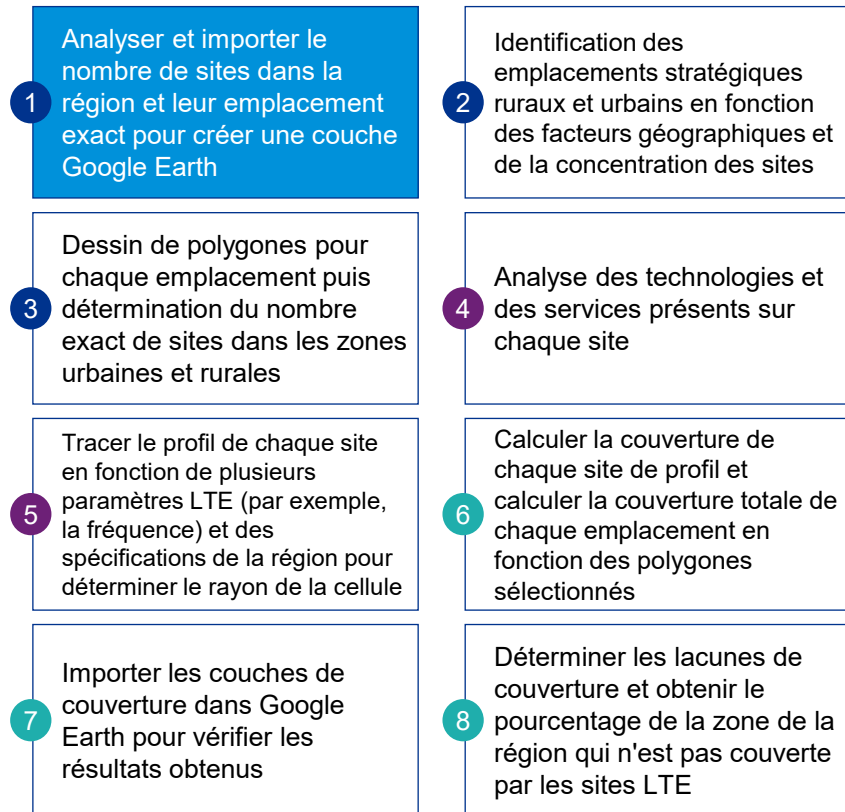 1
Analyser et importer le
nombre de sites dans la
région et leur emplacement
exact pour créer une couche
Google Earth
2
Identification des
emplacements stratégiques
ruraux et urbains en fonction
des facteurs géographiques et
de la concentration des sites
3
Dessin de polygones pour
chaque emplacement puis
détermination du nombre
exact de sites dans les zones
urbaines et rurales
4
Analyse des technologies et
des services présents sur
chaque site
5
Tracer le profil de chaque site
en fonction de plusieurs
paramètres LTE (par exemple,
la fréquence) et des
spécifications de la région pour
déterminer le rayon de la cellule
6
Calculer la couverture de
chaque site de profil et
calculer la couverture totale de
chaque emplacement en
fonction des polygones
sélectionnés
7
Importer les couches de
couverture dans Google
Earth pour vérifier les
résultats obtenus
8
Déterminer les lacunes de
couverture et obtenir le
pourcentage de la zone de la
région qui n'est pas couverte
par les sites LTE